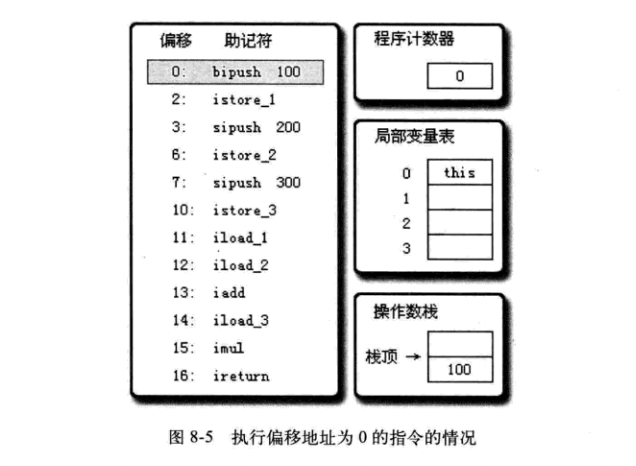 偏移 助记符
0: bipush 100
2: istore_1
3: sipush 200
6: istore_2
7: sipush 300
10: istore_3
11: iload_1
12: iload_2
13: iadd
14: iload_3
15: imul
16: ireturn
程序计数器
0
局部变量表
0 this
1
2
3
操作数栈
栈顶 →
100
图 8-5 执行偏移地址为 0 的指令的情况